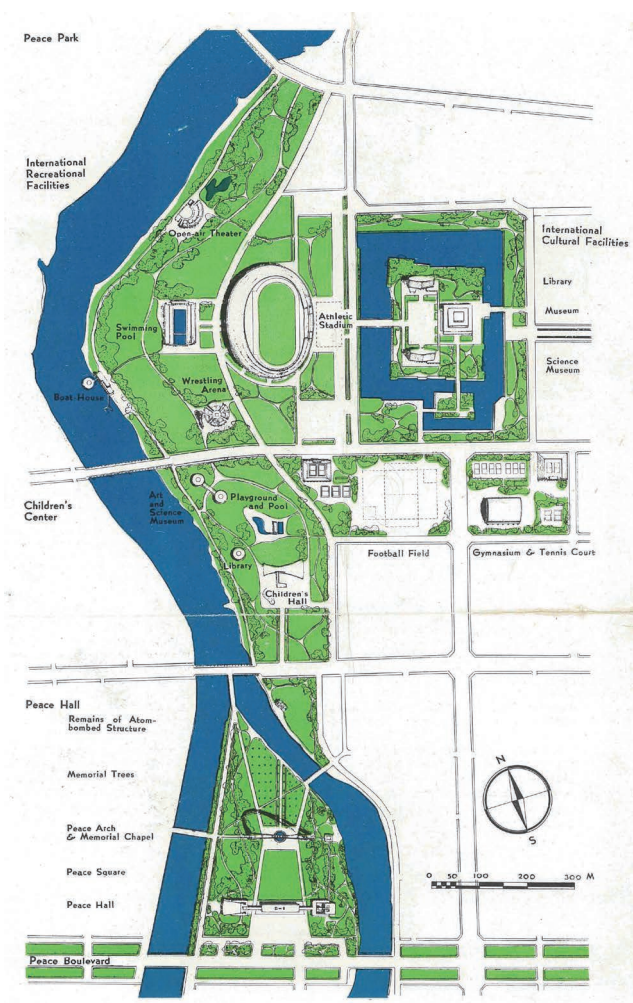 Peace Park
International
Recreational
Facilities
Open-air Theater
International
Cultural Facilities
Library
Museum
Athletic
Stadium
Swimming
Pool
Science
Museum
Wrestling
Arena
Boat-House
Children's
Center
Art
and
Science
Museum
Playground
and Pool
Library
Football Field
Gymnasium & Tennis Court
Children's
Hall
Peace Hall
Remains of Atom-
bombed Structure
Memorial Trees
N
S
Peace Arch
& Memorial Chapel
Peace Square
0 50 100 200 300 M
Peace Hall
Peace Boulevard